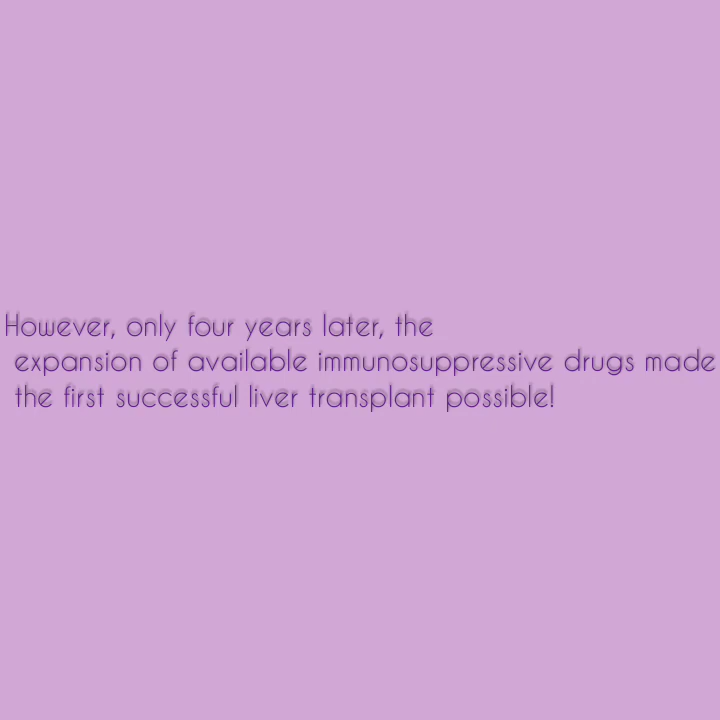 However, only four years later, the
expansion of available immunosuppressive drugs made
the first successful liver transplant possible!